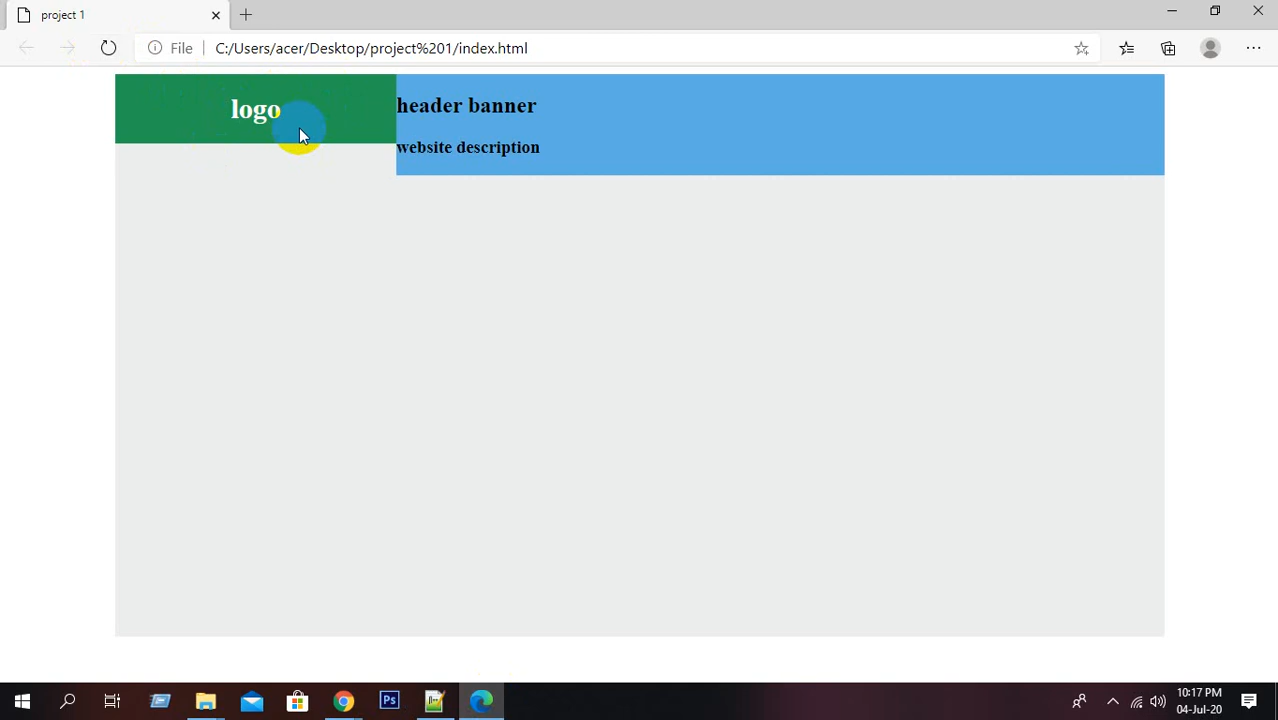 project 1
File
C:/Users/acer/Desktop/project%201/index.html
logo
header banner
website description
Ps
10:17 PM
04-Jul-20